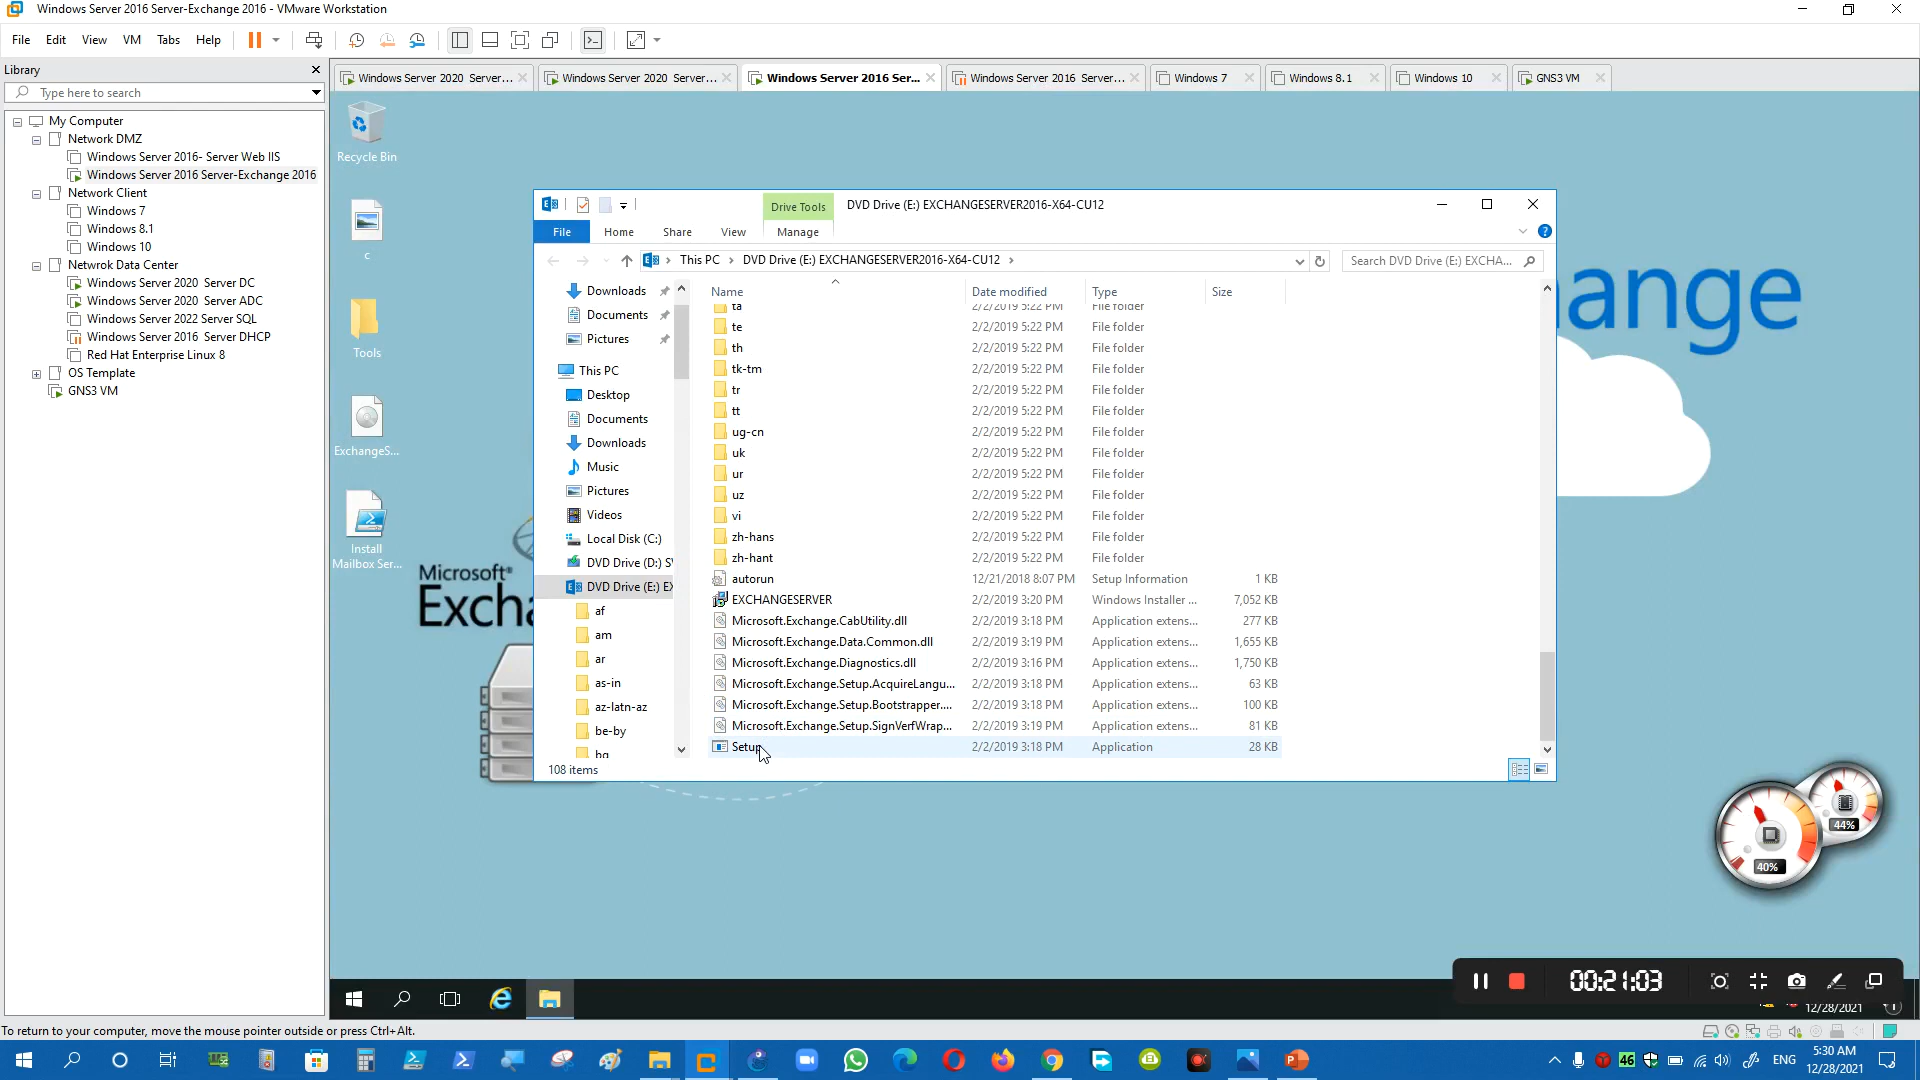 Windows Server 2016 Server-Exchange 2016 - VMware Workstation
File Edit View VM Tabs Help
Library
Type here to search
My Computer
Network DMZ
Windows Server 2016- Server Web IIS
Windows Server 2016 Server-Exchange 2016
Network Client
Windows 7
Windows 8.1
Windows 10
Netwrok Data Center
Windows Server 2020 Server DC
Windows Server 2020 Server ADC
Windows Server 2022 Server SQL
Windows Server 2016 Server DHCP
Red Hat Enterprise Linux 8
OS Template
GNS3 VM
Windows Server 2020 Server...
Windows Server 2020 Server...
Windows Server 2016 Ser...
Windows Server 2016 Server...
Windows 7
Windows 8.1
Windows 10
GNS3 VM
Recycle Bin
c
Tools
ExchangeS...
Install
Mailbox Ser...
Microsoft
Exch
ange
Drive Tools
DVD Drive (E:) EXCHANGESERVER2016-X64-CU12
File Home Share View Manage
This PC DVD Drive (E:) EXCHANGESERVER2016-X64-CU12
Search DVD Drive (E:) EXCHA...
Downloads
Documents
Pictures
This PC
Desktop
Documents
Downloads
Music
Pictures
Videos
Local Disk (C:)
DVD Drive (D:) S
DVD Drive (E:) EX
af
am
ar
as-in
az-latn-az
be-by
bg
Name Date modified Type Size
ta 2/2/2019 5:22 PM File folder
te 2/2/2019 5:22 PM File folder
th 2/2/2019 5:22 PM File folder
tk-tm 2/2/2019 5:22 PM File folder
tr 2/2/2019 5:22 PM File folder
tt 2/2/2019 5:22 PM File folder
ug-cn 2/2/2019 5:22 PM File folder
uk 2/2/2019 5:22 PM File folder
ur 2/2/2019 5:22 PM File folder
uz 2/2/2019 5:22 PM File folder
vi 2/2/2019 5:22 PM File folder
zh-hans 2/2/2019 5:22 PM File folder
zh-hant 2/2/2019 5:22 PM File folder
autorun 12/21/2018 8:07 PM Setup Information 1 KB
EXCHANGESERVER 2/2/2019 3:20 PM Windows Installer ... 7,052 KB
Microsoft.Exchange.CabUtility.dll 2/2/2019 3:18 PM Application extens... 277 KB
Microsoft.Exchange.Data.Common.dll 2/2/2019 3:19 PM Application extens... 1,655 KB
Microsoft.Exchange.Diagnostics.dll 2/2/2019 3:16 PM Application extens... 1,750 KB
Microsoft.Exchange.Setup.AcquireLangu... 2/2/2019 3:18 PM Application extens... 63 KB
Microsoft.Exchange.Setup.Bootstrapper.... 2/2/2019 3:18 PM Application extens... 100 KB
Microsoft.Exchange.Setup.SignVerfWrap... 2/2/2019 3:19 PM Application extens... 81 KB
Setup 2/2/2019 3:18 PM Application 28 KB
108 items
44%
40%
00:21:03
12/28/2021
To return to your computer, move the mouse pointer outside or press Ctrl+Alt.
46
ENG
5:30 AM
12/28/2021